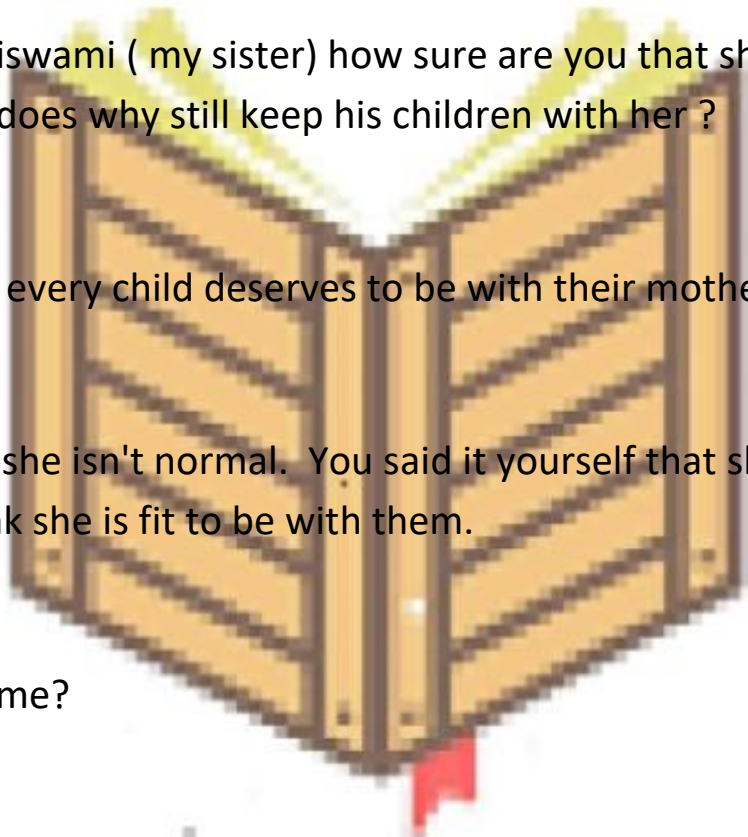 iswami ( my sister) how sure are you that sh
does why still keep his children with her ?
every child deserves to be with their mothe
she isn't normal.  You said it yourself that sl
k she is fit to be with them.
me?